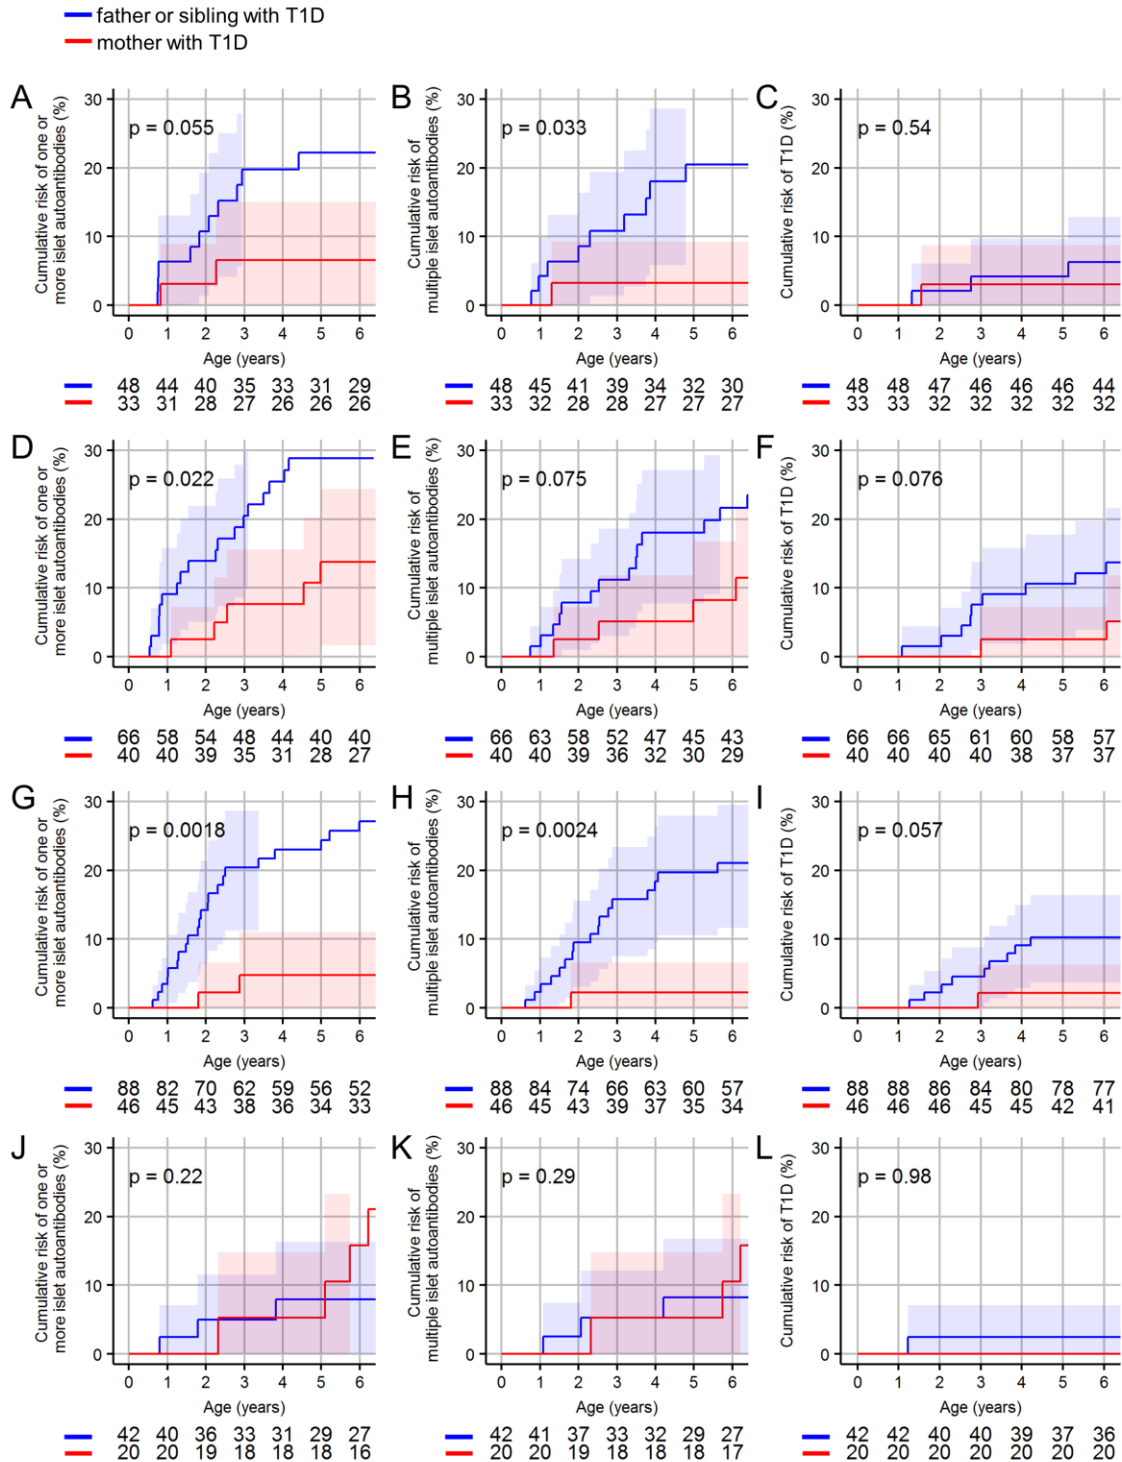 father or sibling with T1D
mother with T1D
A
Cumulative risk of one or
more islet autoantibodies (%)
30
20
10
0
p = 0.055
0 1 2 3 4 5 6
Age (years)
48 44 40 35 33 31 29
33 31 28 27 26 26 26
B
Cumulative risk of
multiple islet autoantibodies (%)
30
20
10
0
p = 0.033
0 1 2 3 4 5 6
Age (years)
48 45 41 39 34 32 30
33 32 28 28 27 27 27
C
Cumulative risk of T1D (%)
30
20
10
0
p = 0.54
0 1 2 3 4 5 6
Age (years)
48 48 47 46 46 46 44
33 33 32 32 32 32 32
D
Cumulative risk of one or
more islet autoantibodies (%)
30
20
10
0
p = 0.022
0 1 2 3 4 5 6
Age (years)
66 58 54 48 44 40 40
40 40 39 35 31 28 27
E
Cumulative risk of
multiple islet autoantibodies (%)
30
20
10
0
p = 0.075
0 1 2 3 4 5 6
Age (years)
66 63 58 52 47 45 43
40 40 39 36 32 30 29
F
Cumulative risk of T1D (%)
30
20
10
0
p = 0.076
0 1 2 3 4 5 6
Age (years)
66 66 65 61 60 58 57
40 40 40 40 38 37 37
G
Cumulative risk of one or
more islet autoantibodies (%)
30
20
10
0
p = 0.0018
0 1 2 3 4 5 6
Age (years)
88 82 70 62 59 56 52
46 45 43 38 36 34 33
H
Cumulative risk of
multiple islet autoantibodies (%)
30
20
10
0
p = 0.0024
0 1 2 3 4 5 6
Age (years)
88 84 74 66 63 60 57
46 45 43 39 37 35 34
I
Cumulative risk of T1D (%)
30
20
10
0
p = 0.057
0 1 2 3 4 5 6
Age (years)
88 88 86 84 80 78 77
46 46 46 45 45 42 41
J
Cumulative risk of one or
more islet autoantibodies (%)
30
20
10
0
p = 0.22
0 1 2 3 4 5 6
Age (years)
42 40 36 33 31 29 27
20 20 19 18 18 18 16
K
Cumulative risk of
multiple islet autoantibodies (%)
30
20
10
0
p = 0.29
0 1 2 3 4 5 6
Age (years)
42 41 37 33 32 29 27
20 20 19 18 18 18 17
L
Cumulative risk of T1D (%)
30
20
10
0
p = 0.98
0 1 2 3 4 5 6
Age (years)
42 42 40 40 39 37 36
20 20 20 20 20 20 20